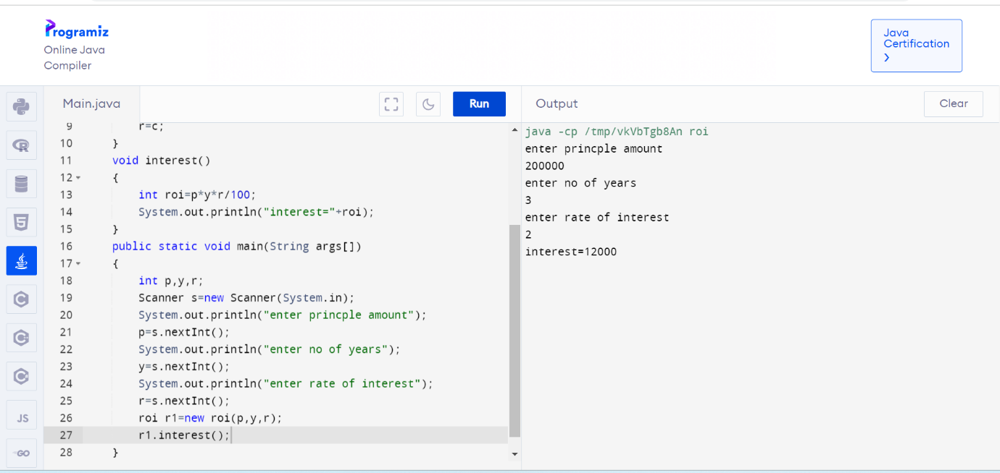 Programiz
Online Java
Compiler
Java
Certification
Main.java
Run
Output
Clear
9 r=c;
10 }
11 void interest()
12 {
13 int roi=p*y*r/100;
14 System.out.println("interest="+roi);
15 }
16 public static void main(String args[])
17 {
18 int p,y,r;
19 Scanner s=new Scanner(System.in);
20 System.out.println("enter princple amount");
21 p=s.nextInt();
22 System.out.println("enter no of years");
23 y=s.nextInt();
24 System.out.println("enter rate of interest");
25 r=s.nextInt();
26 roi r1=new roi(p,y,r);
27 r1.interest();
28 }
java -cp /tmp/vkVbTgb8An roi
enter princple amount
200000
enter no of years
3
enter rate of interest
2
interest=12000
R
5
C
C
C
JS
GO